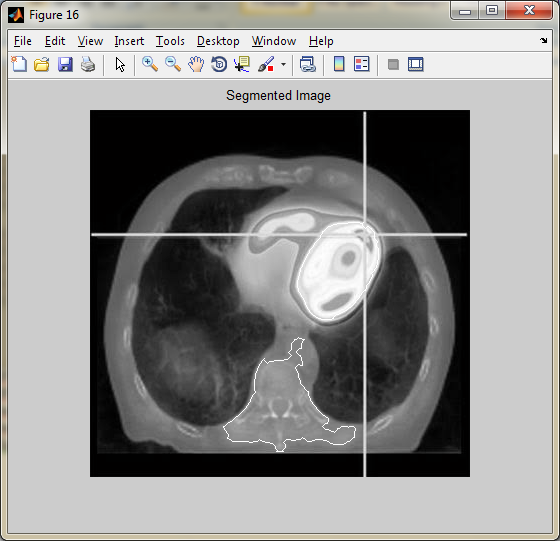 Figure 16
File Edit View Insert Tools Desktop Window Help
Segmented Image